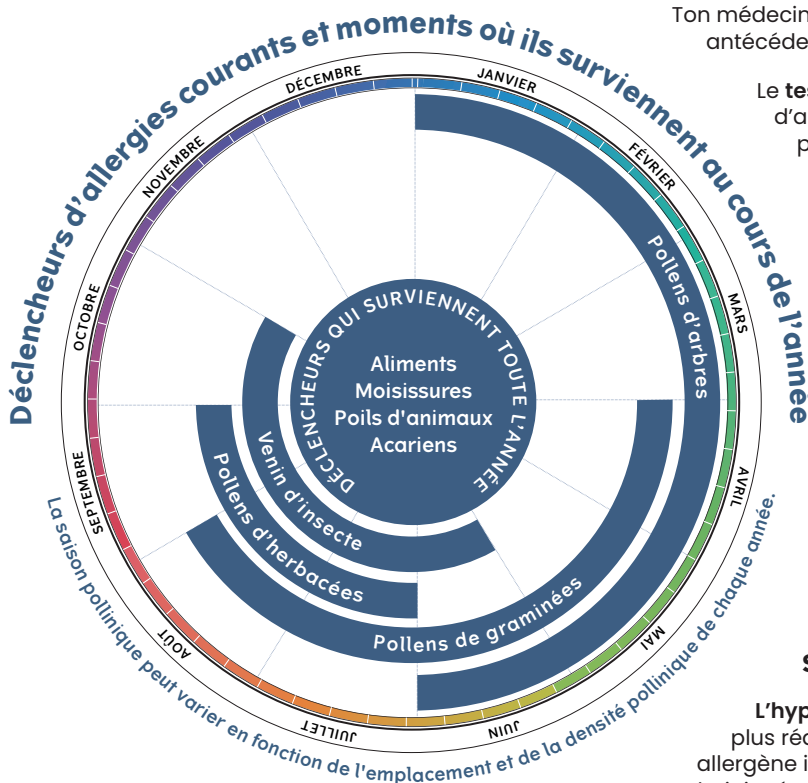 Déclencheurs d'allergies courants et moments où ils surviennent au cours de l'année
Ton médecin
antécéde
Le tes
d'a
p
JANVIER
FÉVRIER
MARS
AVRIL
MAI
JUIN
JUILLET
AOÛT
SEPTEMBRE
OCTOBRE
NOVEMBRE
DÉCEMBRE
Pollens d'arbres
Pollens de graminées
Pollens d'herbacées
Venin d'insecte
DÉCLENCHEURS QUI SURVIENNENT TOUTE L'ANNÉE
Aliments
Moisissures
Poils d'animaux
Acariens
La saison pollinique peut varier en fonction de l'emplacement et de la densité pollinique de chaque année.
S
L'hyp
plus réa
allergène i